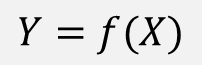 Y = f(X)